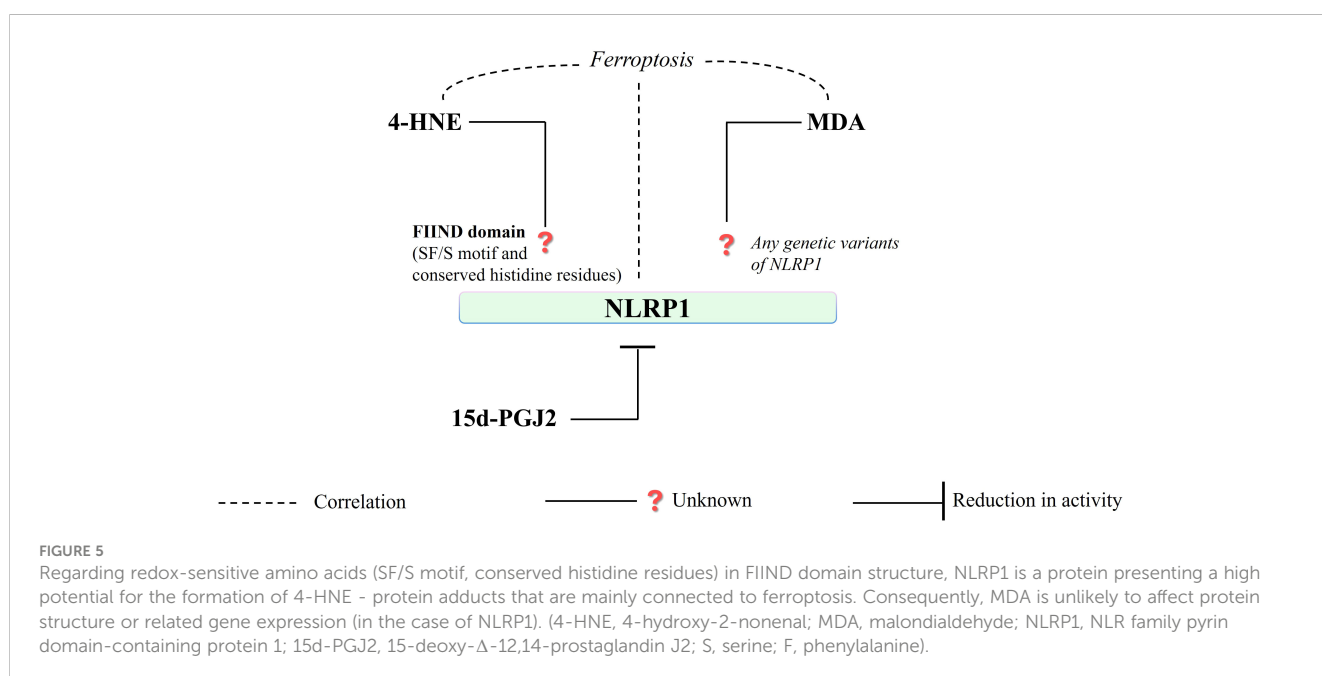 Ferroptosis
4-HNE
MDA
FIIND domain ?
(SF/S motif and
conserved histidine residues)
? Any genetic variants
of NLRP1
NLRP1
15d-PGJ2
Correlation
? Unknown
Reduction in activity
FIGURE 5
Regarding redox-sensitive amino acids (SF/S motif, conserved histidine residues) in FIIND domain structure, NLRP1 is a protein presenting a high
potential for the formation of 4-HNE - protein adducts that are mainly connected to ferroptosis. Consequently, MDA is unlikely to affect protein
structure or related gene expression (in the case of NLRP1). (4-HNE, 4-hydroxy-2-nonenal; MDA, malondialdehyde; NLRP1, NLR family pyrin
domain-containing protein 1; 15d-PGJ2, 15-deoxy-Δ-12,14-prostaglandin J2; S, serine; F, phenylalanine).